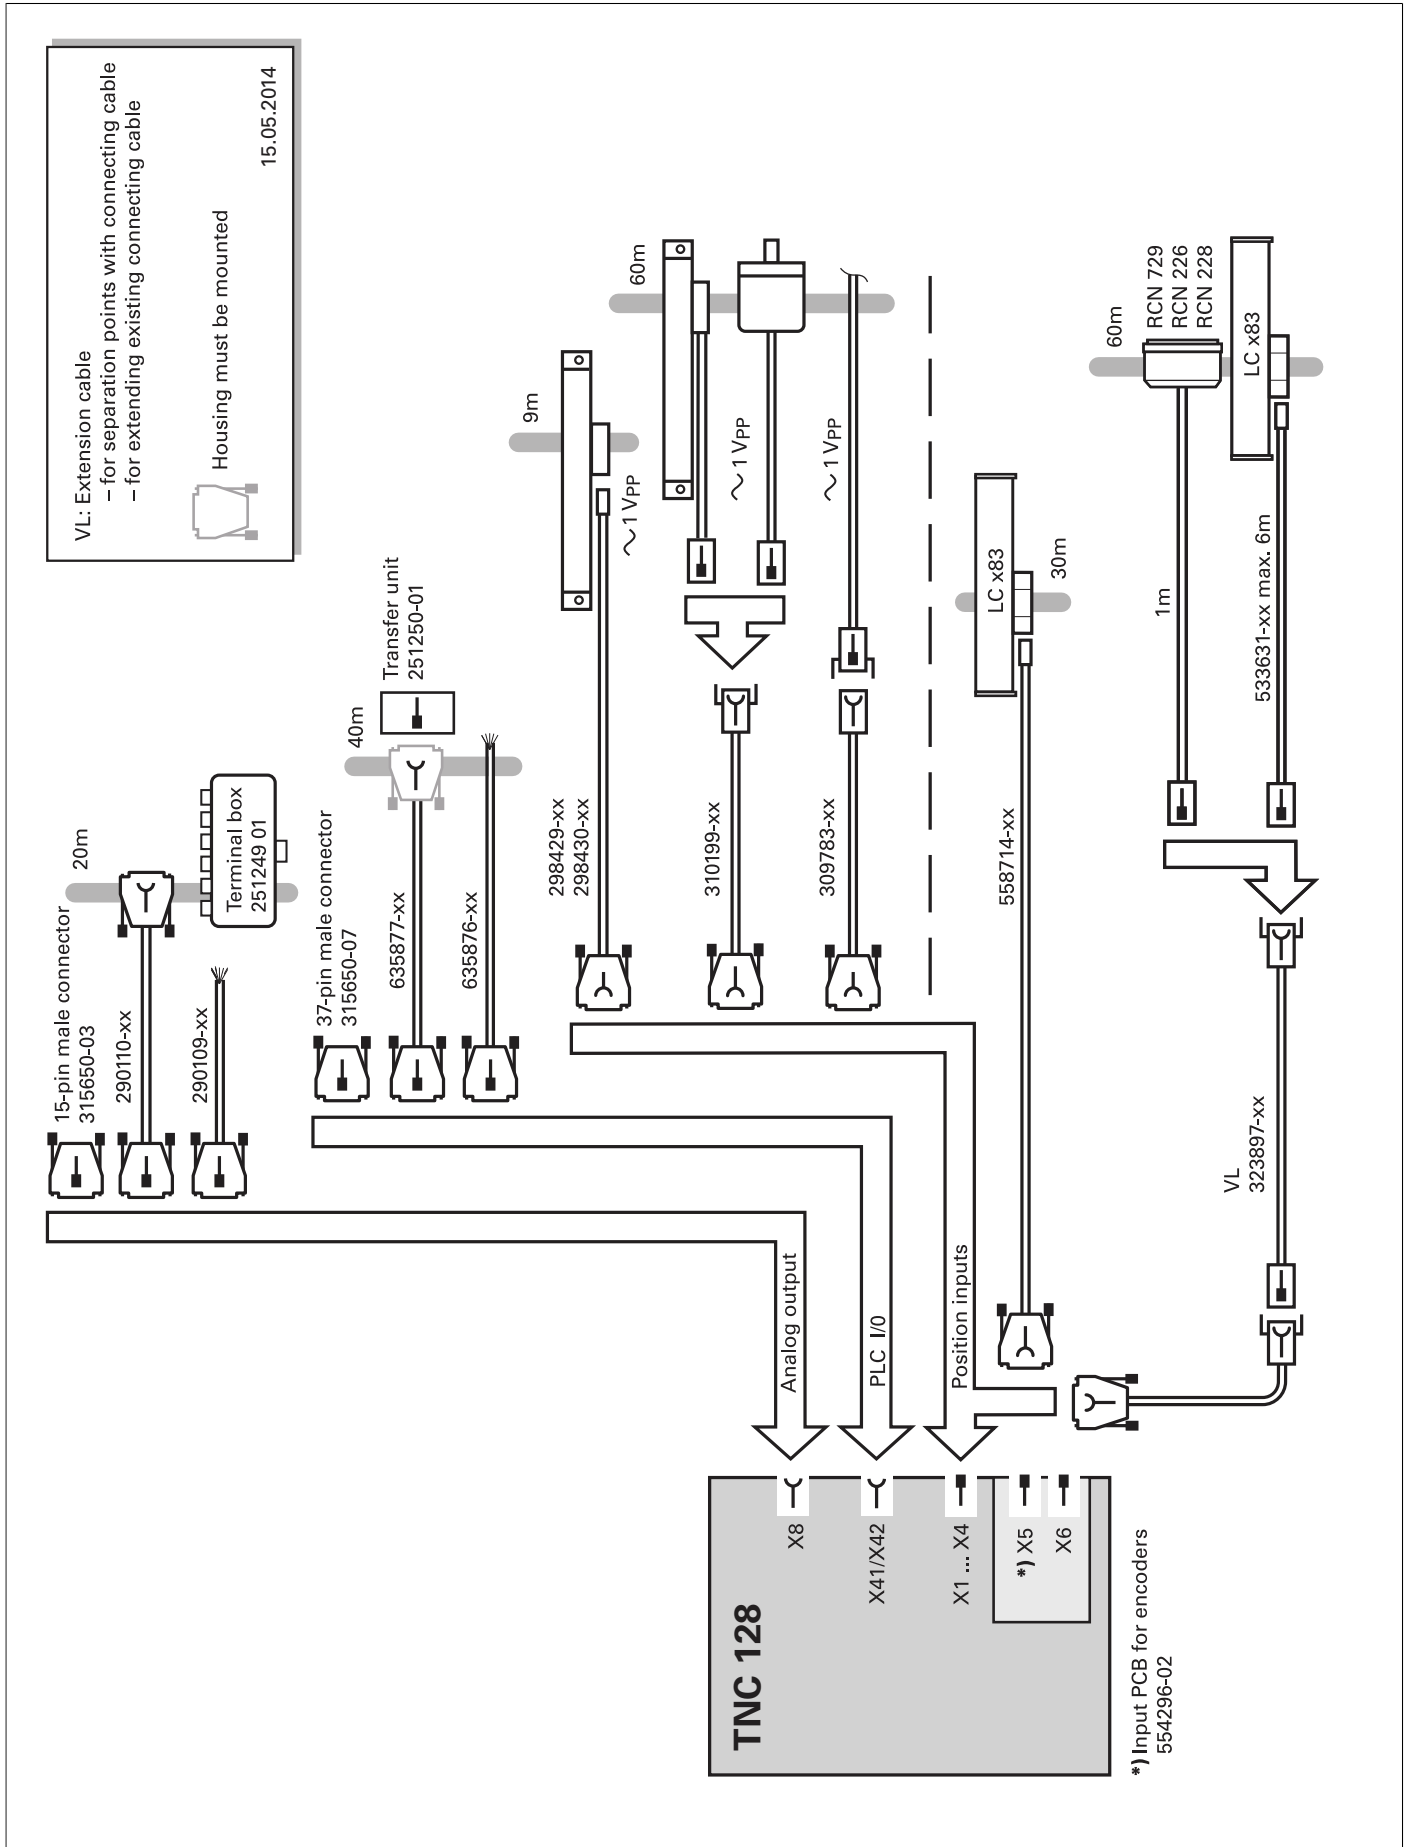 VL: Extension cable
– for separation points with connecting cable
– for extending existing connecting cable
Housing must be mounted
15.05.2014
15-pin male connector
315650-03
20m
290110-xx
Terminal box
251249 01
290109-xx
37-pin male connector
315650-07
40m
Transfer unit
251250-01
635877-xx
635876-xx
298429-xx
298430-xx
9m
~ 1 VPP
60m
310199-xx
~ 1 VPP
309783-xx
~ 1 VPP
558714-xx
LC x83
30m
60m
RCN 729
RCN 226
RCN 228
1m
LC x83
533631-xx max. 6m
VL
323897-xx
Analog output
PLC I/0
Position inputs
TNC 128
X8
X41/X42
X1 ... X4
*) X5
X6
*) Input PCB for encoders
554296-02